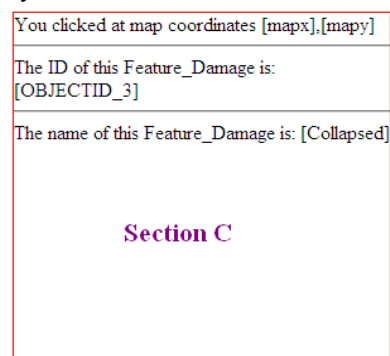 You clicked at map coordinates [mapx],[mapy]
The ID of this Feature_Damage is:
[OBJECTID_3]
The name of this Feature_Damage is: [Collapsed]
Section C